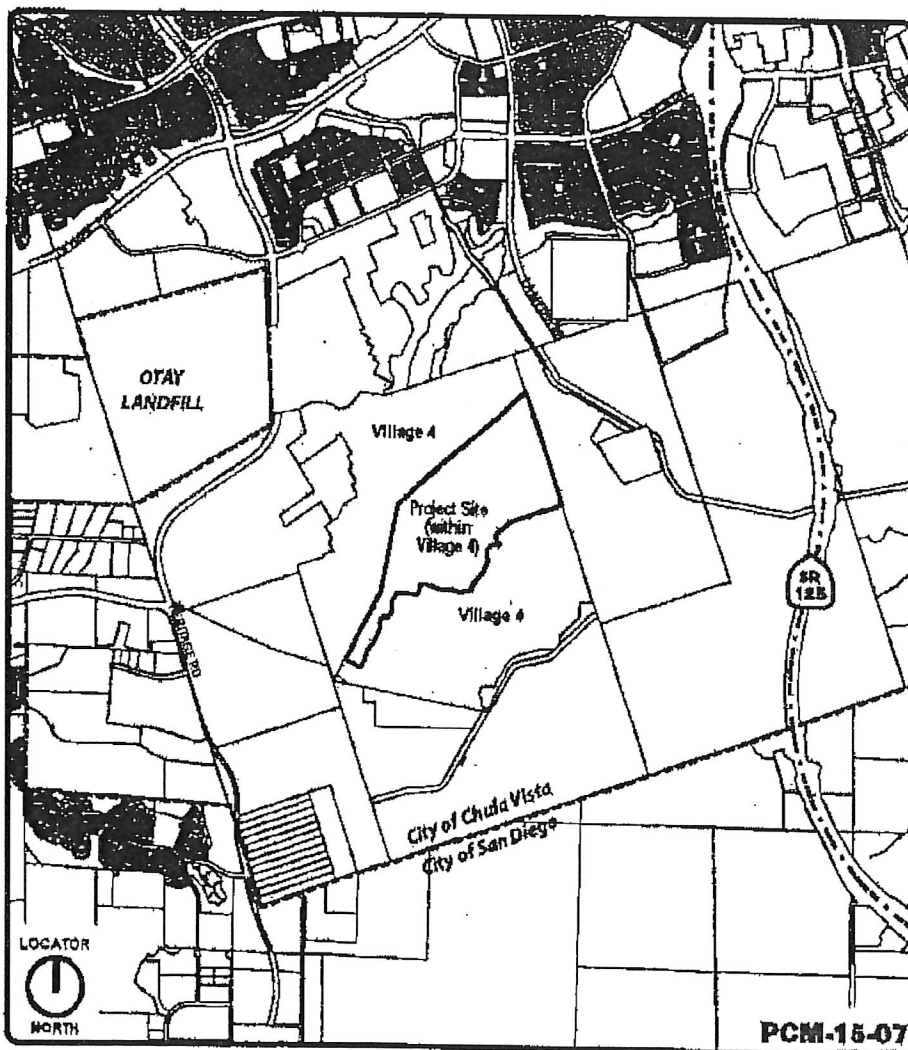 OTAY
LANDFILL
Village 4
Project Site
(within
Village 4)
Village 4
SR
125
City of Chula Vista
City of San Diego
LOCATOR
NORTH
PCM-15-07